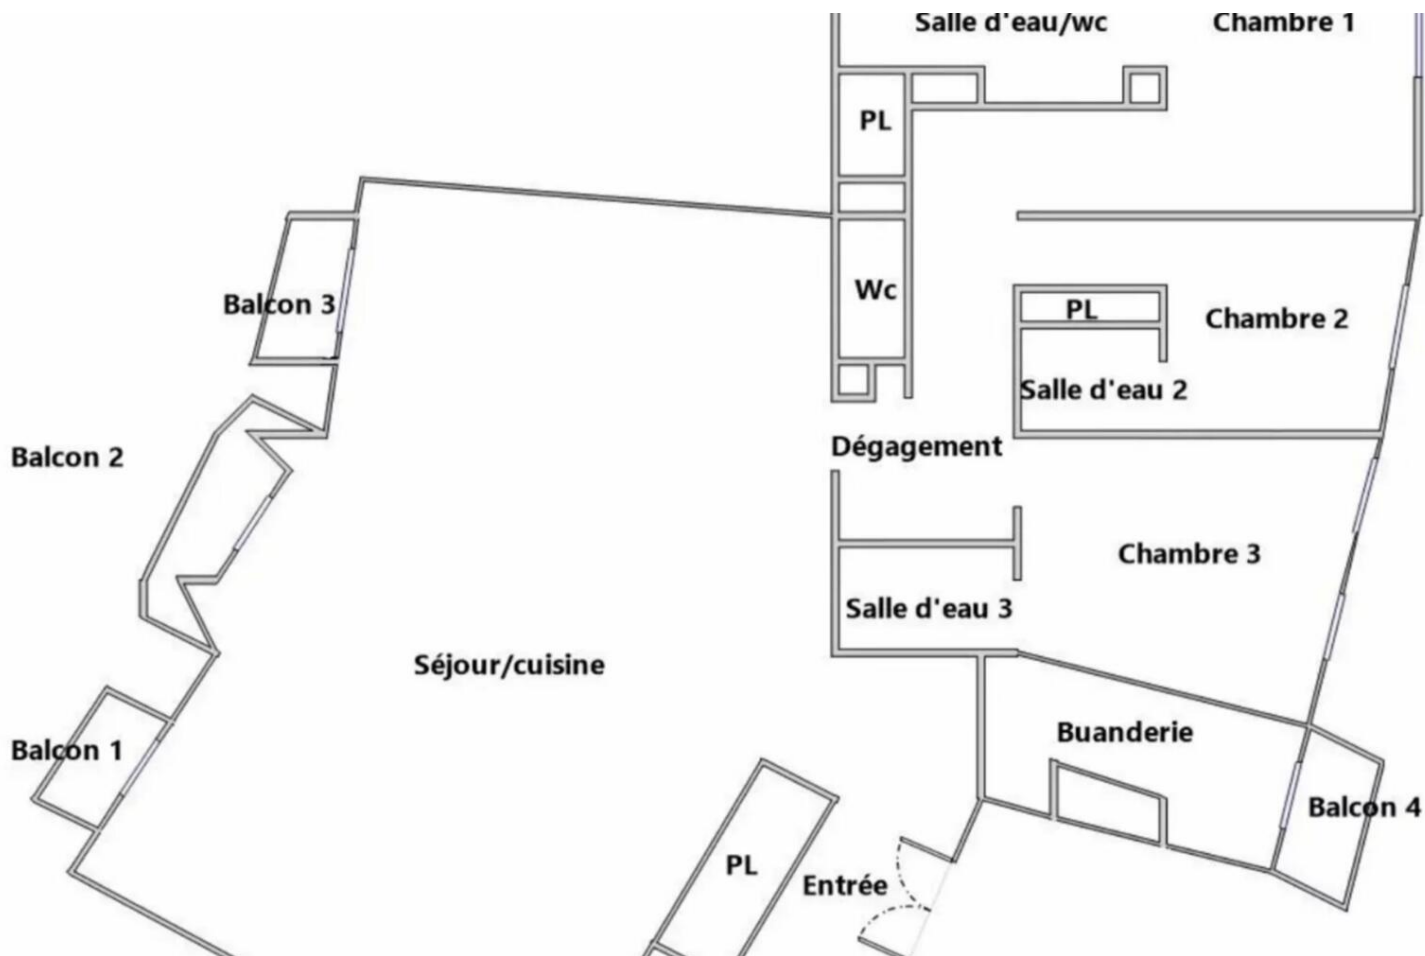 Salle d'eau/wc
Chambre 1
PL
Wc
Balcon 3
PL
Chambre 2
Salle d'eau 2
Balcon 2
Dégagement
Chambre 3
Salle d'eau 3
Séjour/cuisine
Buanderie
Balcon 1
Balcon 4
PL
Entrée